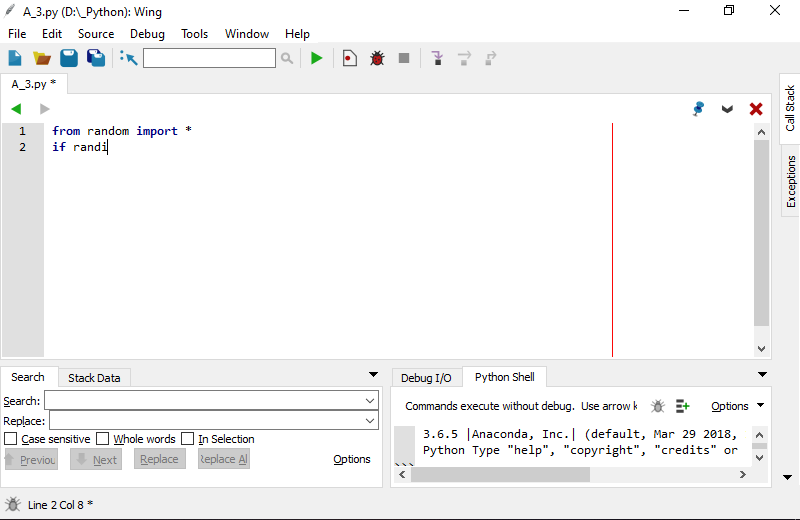 A_3.py (D:\_Python): Wing
File Edit Source Debug Tools Window Help
A_3.py *
1 from random import *
2 if randi
Call Stack
Exceptions
Search Stack Data
Search:
Replace:
Case sensitive Whole words In Selection
Previou Next Replace Replace Al Options
Debug I/O Python Shell
Commands execute without debug. Use arrow k Options
3.6.5 |Anaconda, Inc.| (default, Mar 29 2018,
Python Type "help", "copyright", "credits" or
Line 2 Col 8 *